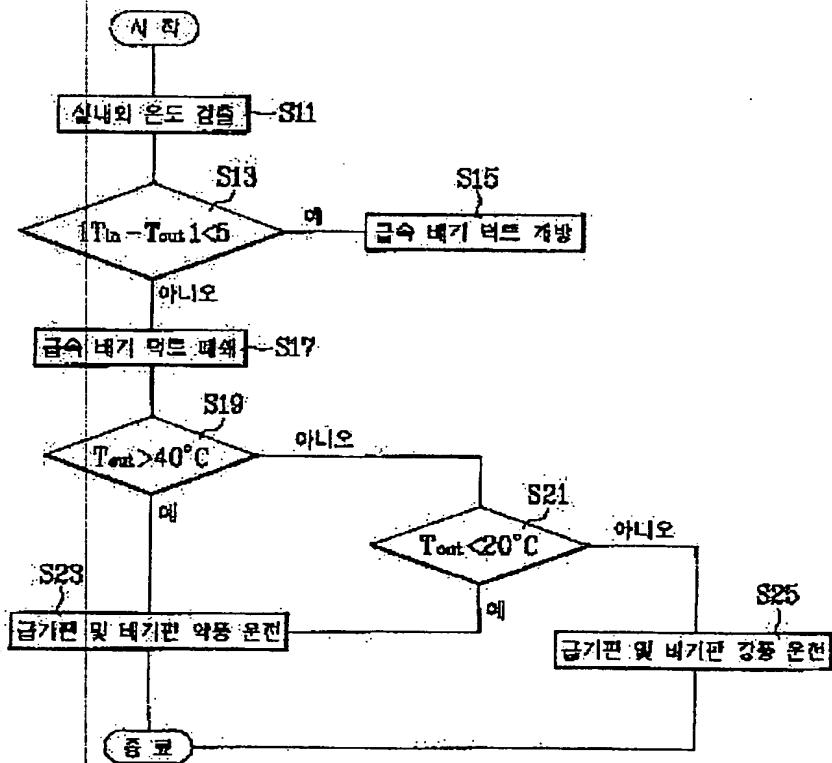 시 작
실내외 온도 검출
S11
S13
|Tin-Tout|<5
예
S15
급속 배기 덕트 개방
아니오
급속 배기 덕트 폐쇄
S17
S19
Tout>40°C
아니오
예
S21
Tout<20°C
아니오
예
S23
급기팬 및 배기팬 약풍 운전
S25
급기팬 및 배기팬 강풍 운전
종 료